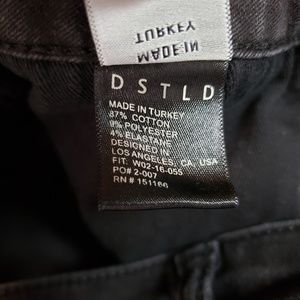 MADE IN
TURKEY
DSTLD
MADE IN TURKEY
87% COTTON
9% POLYESTER
4% ELASTANE
DESIGNED IN
LOS ANGELES, CA, USA
FIT. W02-16-055
PO# 2-007
RN # 151166